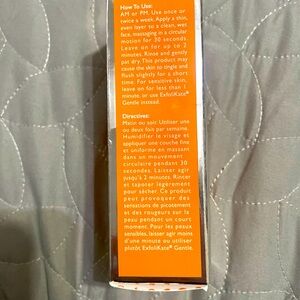 How To Use:
AM or PM. Use once or
twice a week. Apply a thin,
even layer to a clean, wet
face, massaging in a circular
motion for 30 seconds.
Leave on for up to 2
minutes. Rinse and gently
pat dry. This product may
cause the skin to tingle and
flush slightly for a short
time. For sensitive skin,
leave on for less than 1
minute, or use ExfoliKate®
Gentle instead.
Directives:
Matin ou soir. Utiliser une
ou deux fois par semaine.
Humidifier le visage et
appliquer une couche fine
et uniforme en massant
dans un mouvement
circulaire pendant 30
secondes. Laisser agir
jusqu'à 2 minutes. Rincer
et tapoter légèrement
pour sécher. Ce produit
peut provoquer des
sensations de picotement
et des rougeurs sur la
peau pendant un court
moment. Pour les peaux
sensibles, laisser agir moins
d'une minute ou utiliser
plutôt ExfoliKate® Gentle.